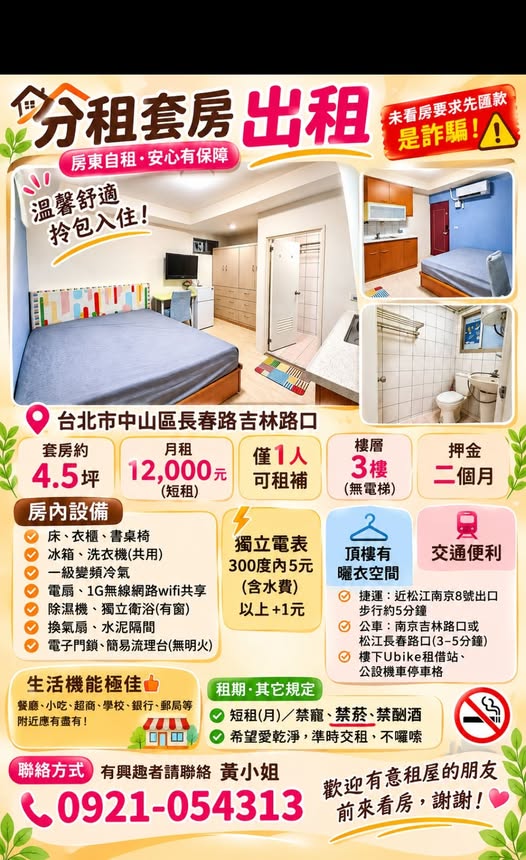 分租套房 出租
房東自租・安心有保障
未看房要求先匯款
是詐騙！
溫馨舒適
拎包入住！
台北市中山區長春路吉林路口
套房約
4.5坪
月租
12,000元
(短租)
僅1人
可租補
樓層
3樓
(無電梯)
押金
二個月
房內設備
床、衣櫃、書桌椅
冰箱、洗衣機(共用)
一級變頻冷氣
電扇、1G無線網路wifi共享
除濕機、獨立衛浴(有窗)
換氣扇、水泥隔間
電子門鎖、簡易流理台(無明火)
獨立電表
300度內5元
(含水費)
以上+1元
頂樓有
曬衣空間
交通便利
捷運：近松江南京8號出口
步行約5分鐘
公車：南京吉林路口或
松江長春路口(3-5分鐘)
樓下Ubike租借站、
公設機車停車格
生活機能極佳
餐廳、小吃、超商、學校、銀行、郵局等
附近應有盡有！
租期・其它規定
短租(月)／禁寵、禁菸、禁酗酒
希望愛乾淨，準時交租，不囉嗦
聯絡方式 有興趣者請聯絡 黃小姐
0921-054313
歡迎有意租屋的朋友
前來看房，謝謝！